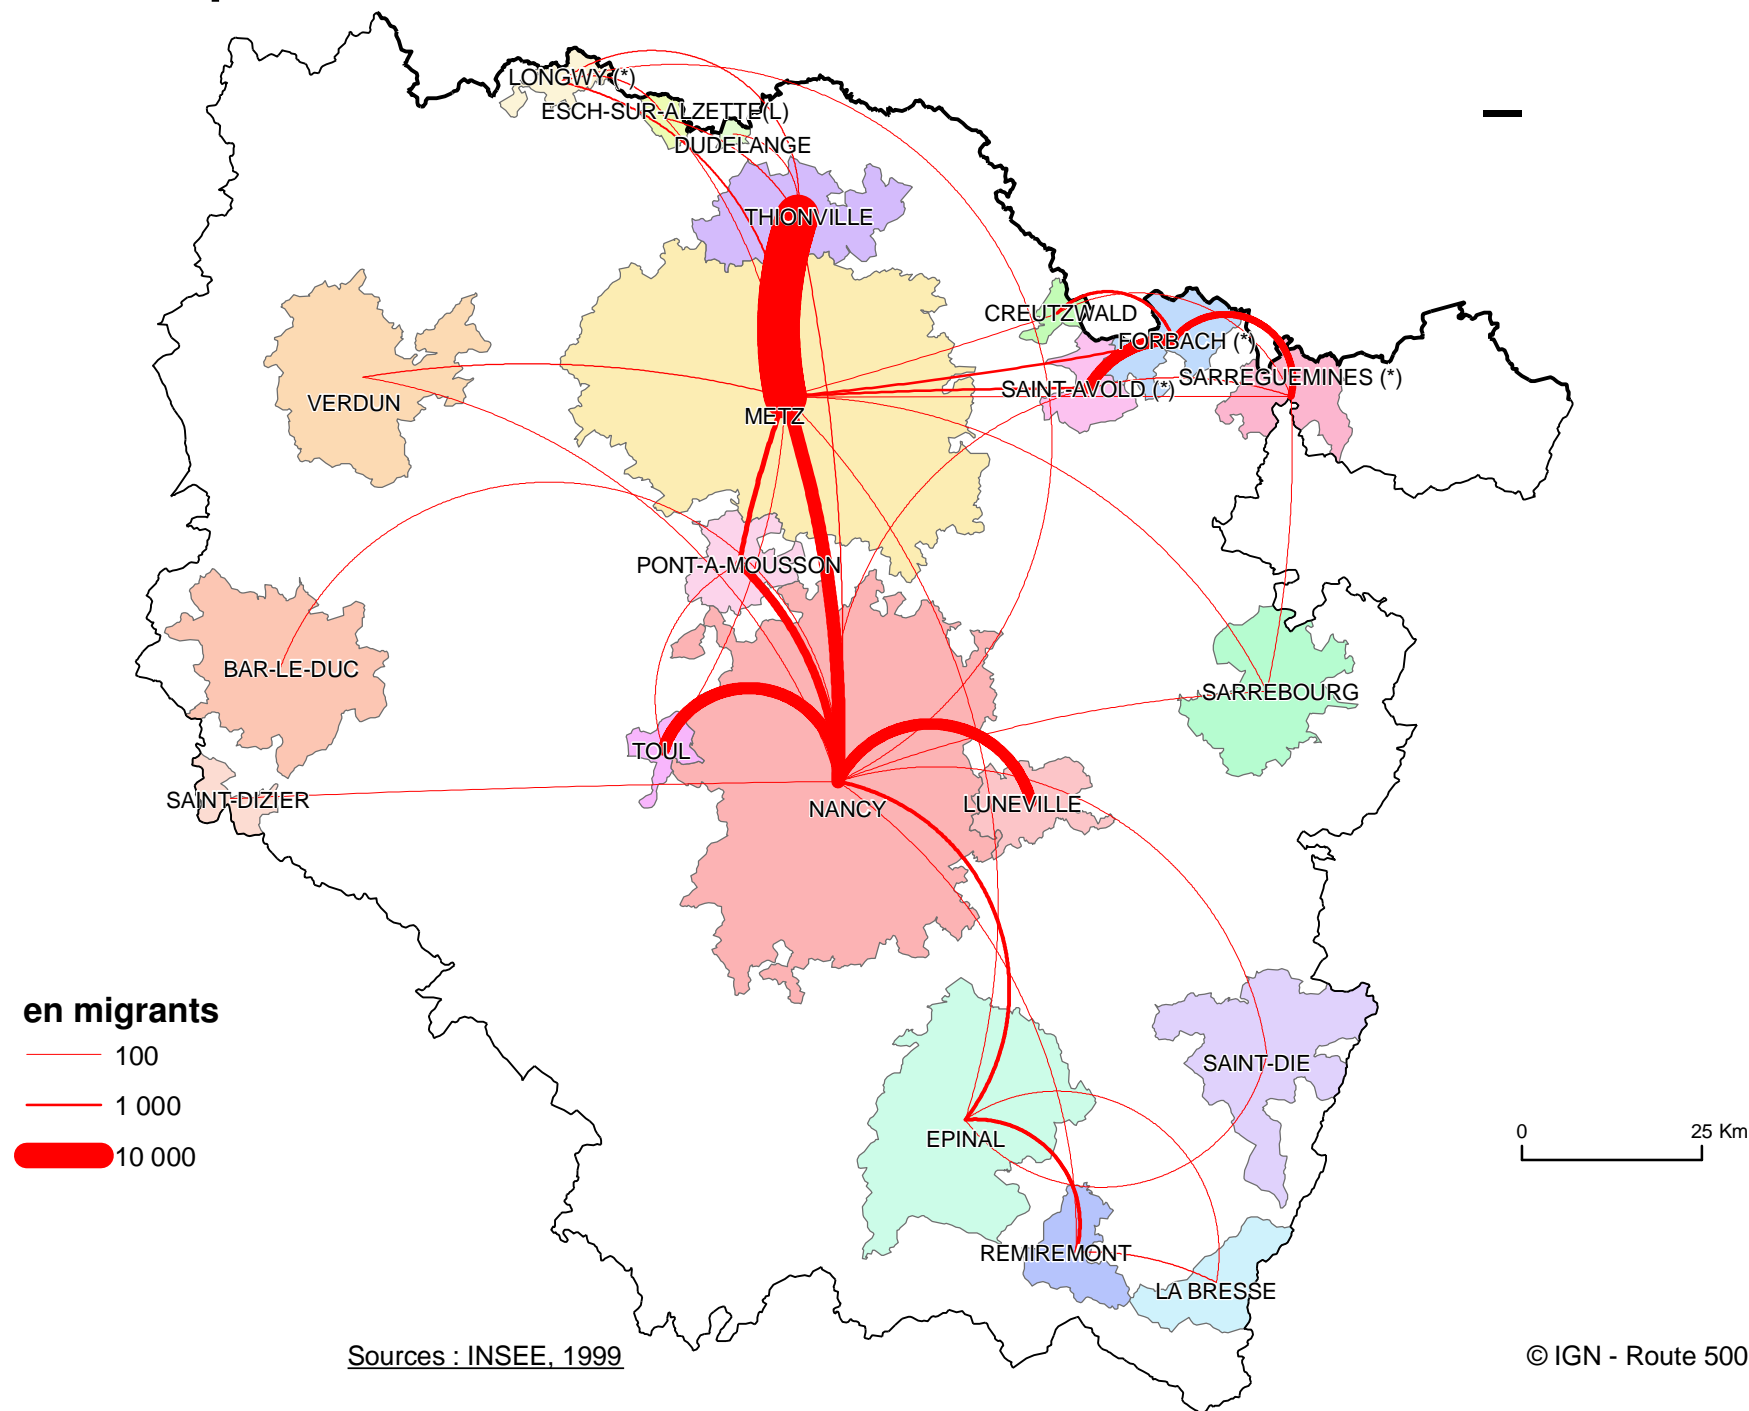 LONGWY (*)
ESCH-SUR-ALZETTE(L)
DUDELANGE
THIONVILLE
CREUTZWALD
FORBACH (*)
SARREGUEMINES (*)
SAINT-AVOLD (*)
VERDUN
METZ
PONT-A-MOUSSON
BAR-LE-DUC
SARREBOURG
TOUL
SAINT-DIZIER
NANCY
LUNEVILLE
en migrants
100
1 000
10 000
SAINT-DIE
EPINAL
0 25 Km
REMIREMONT
LA BRESSE
Sources : INSEE, 1999
© IGN - Route 500